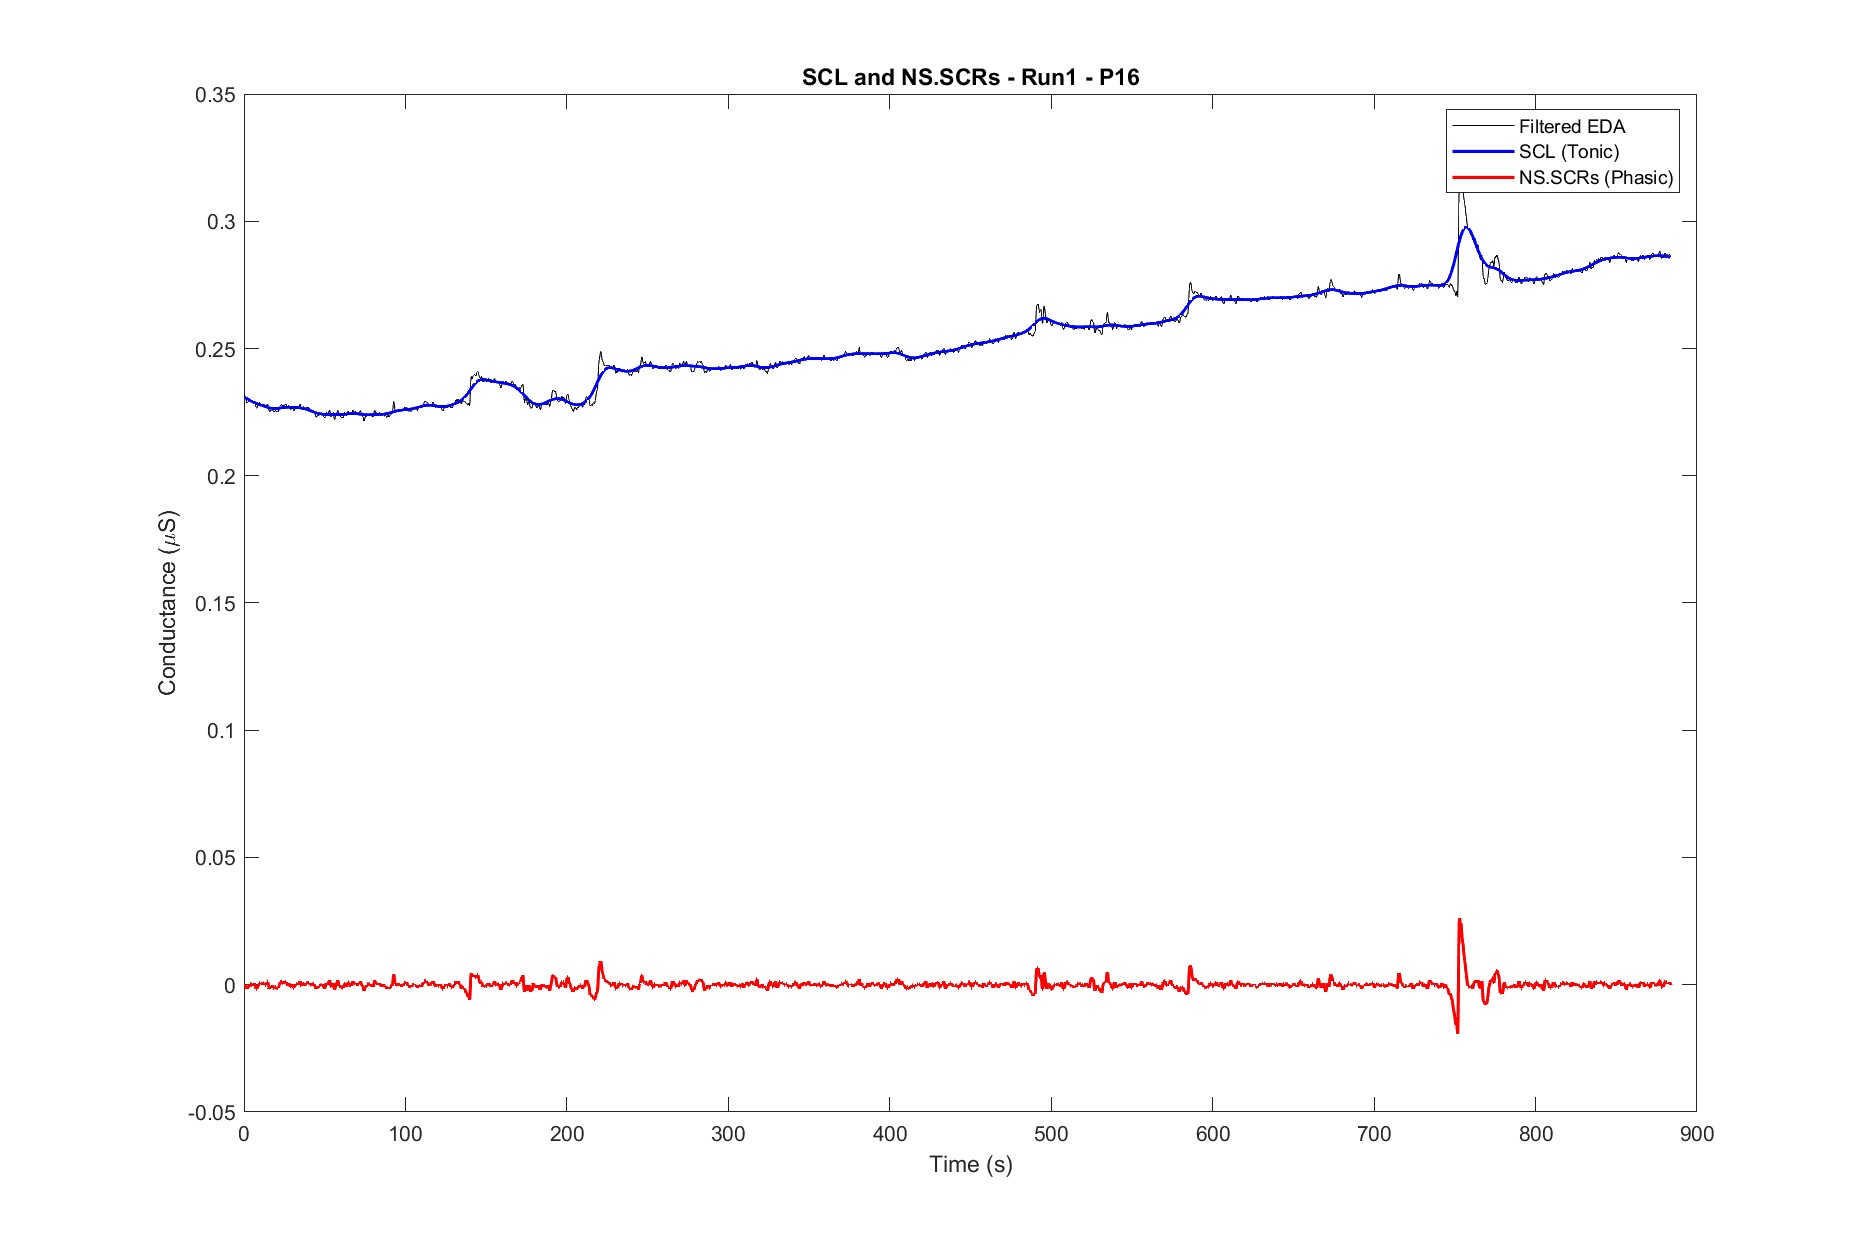 SCL and NS.SCRs - Run1 - P16
0.35
0.3
0.25
0.2
0.15
0.1
0.05
0
-0.05
Conductance (μS)
Filtered EDA
SCL (Tonic)
NS.SCRs (Phasic)
0 100 200 300 400 500 600 700 800 900
Time (s)